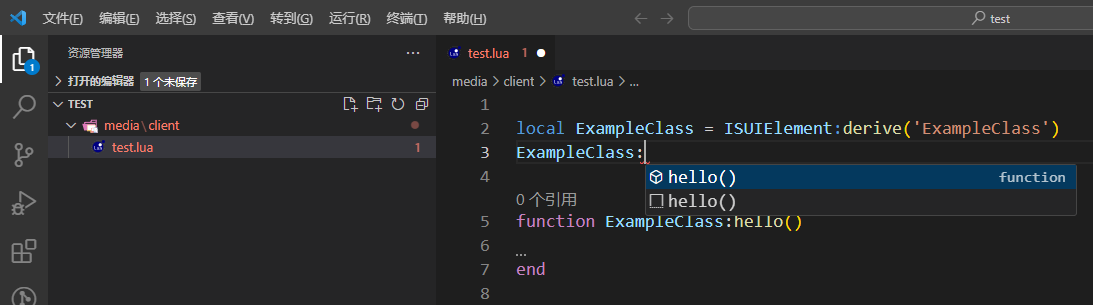 文件(F) 编辑(E) 选择(S) 查看(V) 转到(G) 运行(R) 终端(T) 帮助(H) test
资源管理器
打开的编辑器 1 个未保存
TEST
media\client
test.lua 1
1
test.lua 1
media > client > test.lua > ...
1
2 local ExampleClass = ISUIElement:derive('ExampleClass')
3 ExampleClass:
hello() function
4
hello()
0 个引用
5 function ExampleClass:hello()
6 ...
7 end
8